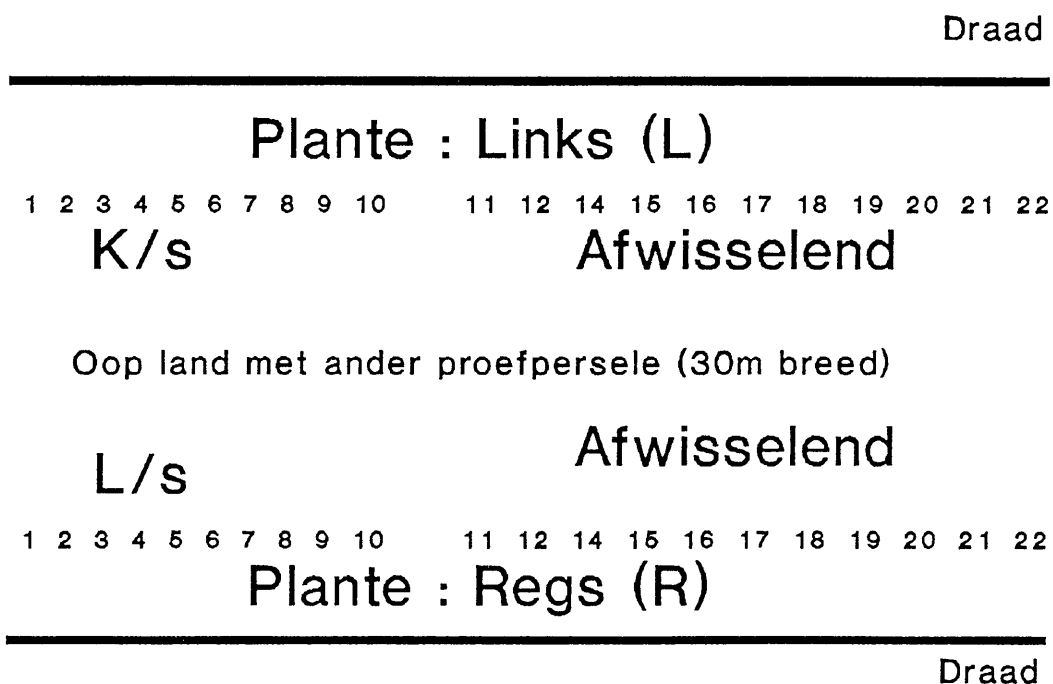 Draad
Plante : Links (L)
1 2 3 4 5 6 7 8 9 10 11 12 14 15 16 17 18 19 20 21 22
K/s Afwisselend
Oop land met ander proefpersele (30m breed)
L/s Afwisselend
1 2 3 4 5 6 7 8 9 10 11 12 14 15 16 17 18 19 20 21 22
Plante : Regs (R)
Draad